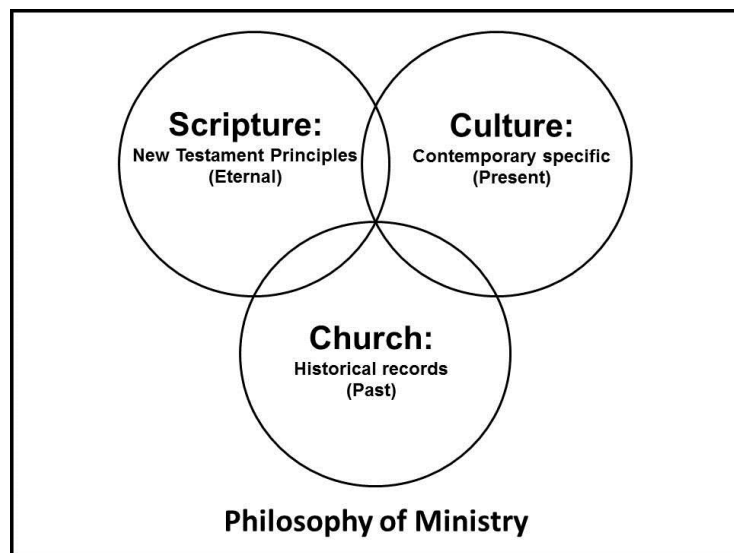 Scripture:
New Testament Principles
(Eternal)
Culture:
Contemporary specific
(Present)
Church:
Historical records
(Past)
Philosophy of Ministry